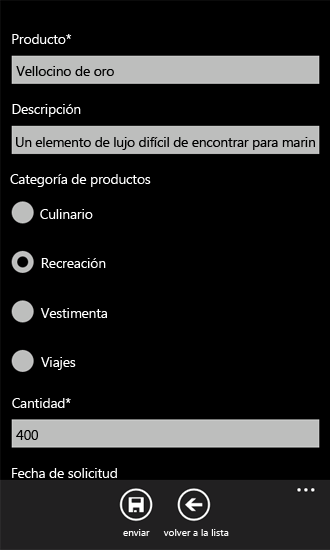 Producto*
Vellocino de oro
Descripción
Un elemento de lujo difícil de encontrar para marin
Categoría de productos
Culinario
Recreación
Vestimenta
Viajes
Cantidad*
400
Fecha de solicitud
enviar
volver a la lista